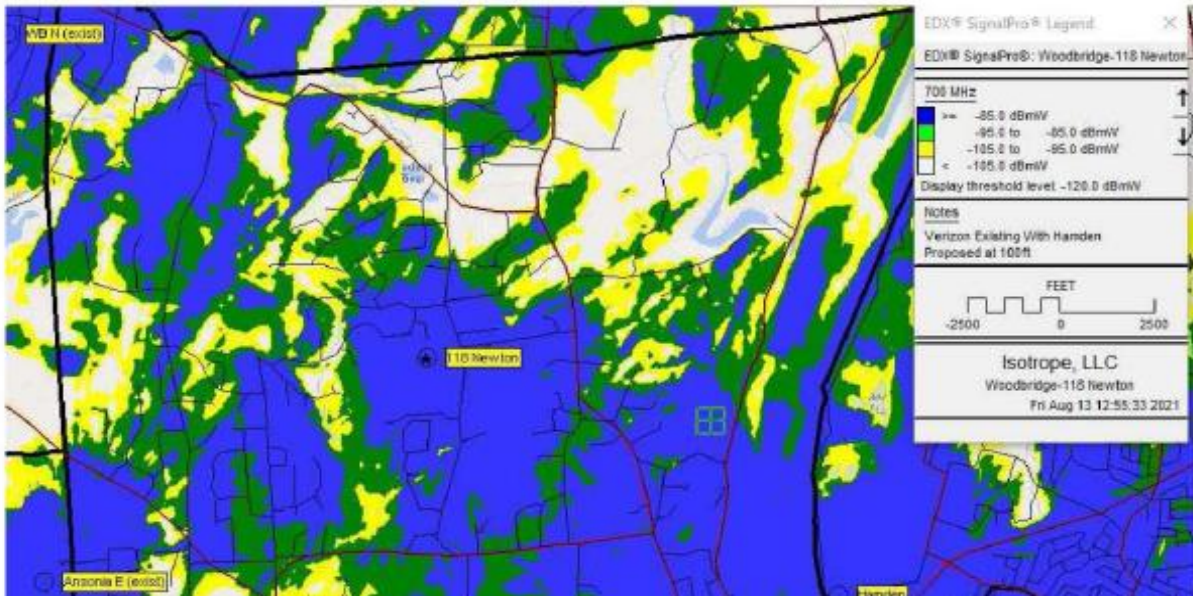 WB N (exist)
118 Newton
Ansonia E (exist)
Hamden
EDX® SignalPro® Legend
EDX® SignalPro®: Woodbridge-118 Newton
700 MHz
>= -85.0 dBmW
-95.0 to -85.0 dBmW
-105.0 to -95.0 dBmW
< -105.0 dBmW
Display threshold level: -120.0 dBmW
Notes
Verizon Existing With Hamden
Proposed at 100ft
FEET
-2500 0 2500
Isotrope, LLC
Woodbridge-118 Newton
Fri Aug 13 12:55:33 2021